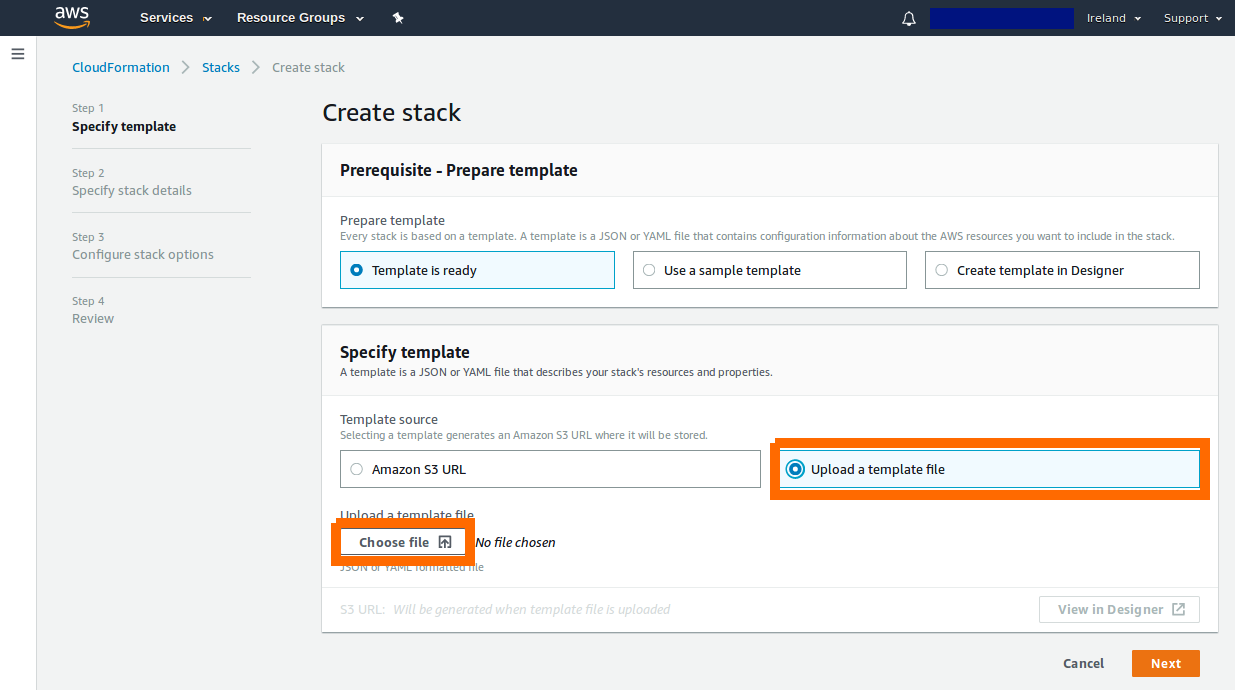 aws Services Resource Groups Ireland Support
CloudFormation Stacks Create stack
Step 1
Specify template
Step 2
Specify stack details
Step 3
Configure stack options
Step 4
Review
Create stack
Prerequisite - Prepare template
Prepare template
Every stack is based on a template. A template is a JSON or YAML file that contains configuration information about the AWS resources you want to include in the stack.
Template is ready Use a sample template Create template in Designer
Specify template
A template is a JSON or YAML file that describes your stack's resources and properties.
Template source
Selecting a template generates an Amazon S3 URL where it will be stored.
Amazon S3 URL Upload a template file
Upload a template file
Choose file No file chosen
JSON or YAML formatted file
S3 URL: Will be generated when template file is uploaded View in Designer
Cancel Next